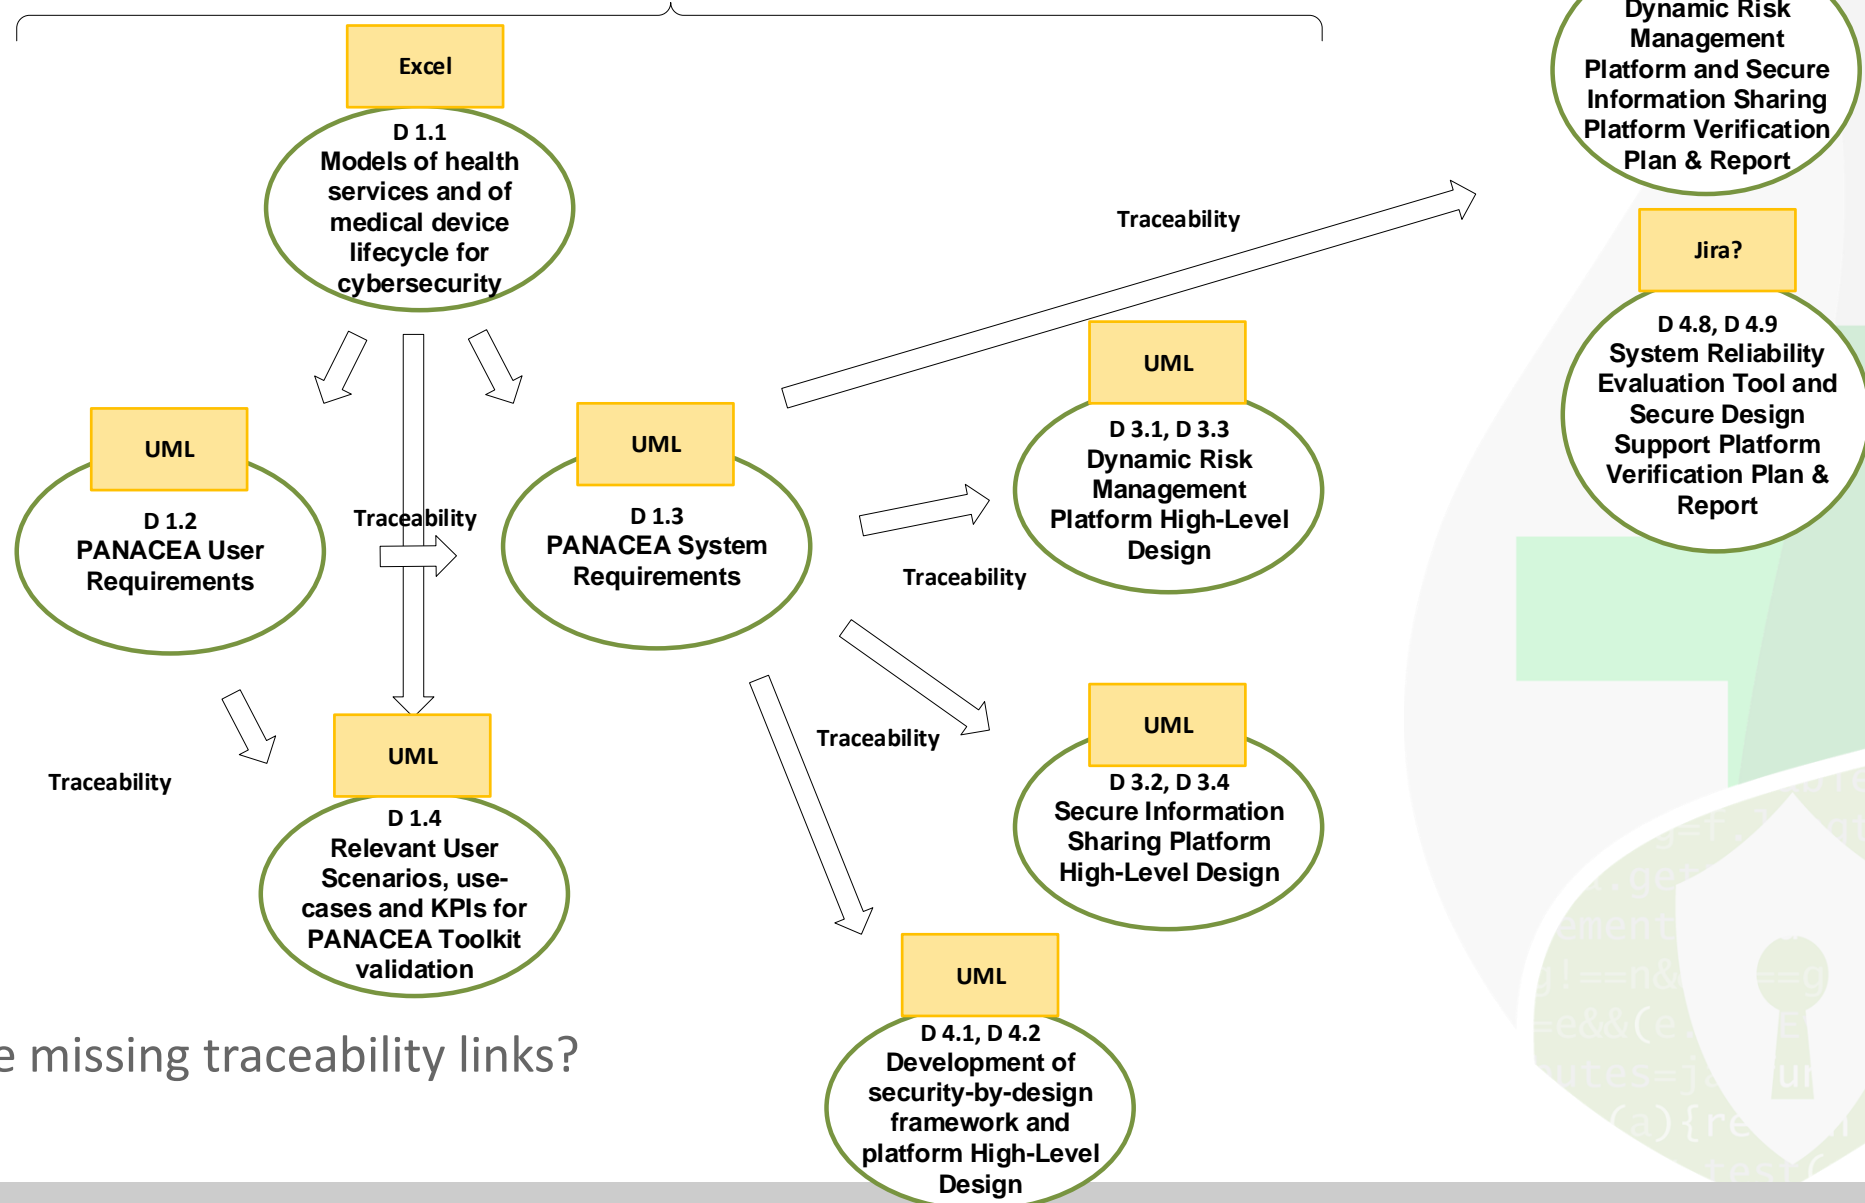 Excel
D 1.1
Models of health
services and of
medical device
lifecycle for
cybersecurity
Dynamic Risk
Management
Platform and Secure
Information Sharing
Platform Verification
Plan & Report
Traceability
Jira?
D 4.8, D 4.9
System Reliability
Evaluation Tool and
Secure Design
Support Platform
Verification Plan &
Report
UML
D 1.2
PANACEA User
Requirements
Traceability
UML
D 1.3
PANACEA System
Requirements
UML
D 3.1, D 3.3
Dynamic Risk
Management
Platform High-Level
Design
Traceability
Traceability
UML
D 1.4
Relevant User
Scenarios, use-
cases and KPIs for
PANACEA Toolkit
validation
Traceability
UML
D 3.2, D 3.4
Secure Information
Sharing Platform
High-Level Design
UML
D 4.1, D 4.2
Development of
security-by-design
framework and
platform High-Level
Design
e missing traceability links?